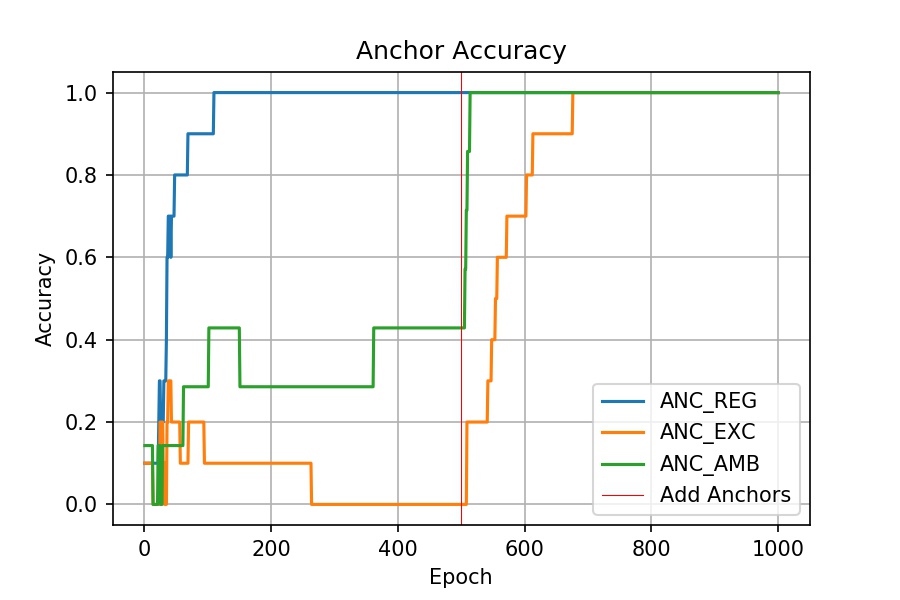 Anchor Accuracy
1.0
0.8
0.6
0.4
0.2
0.0
Accuracy
ANC_REG
ANC_EXC
ANC_AMB
Add Anchors
0 200 400 600 800 1000
Epoch